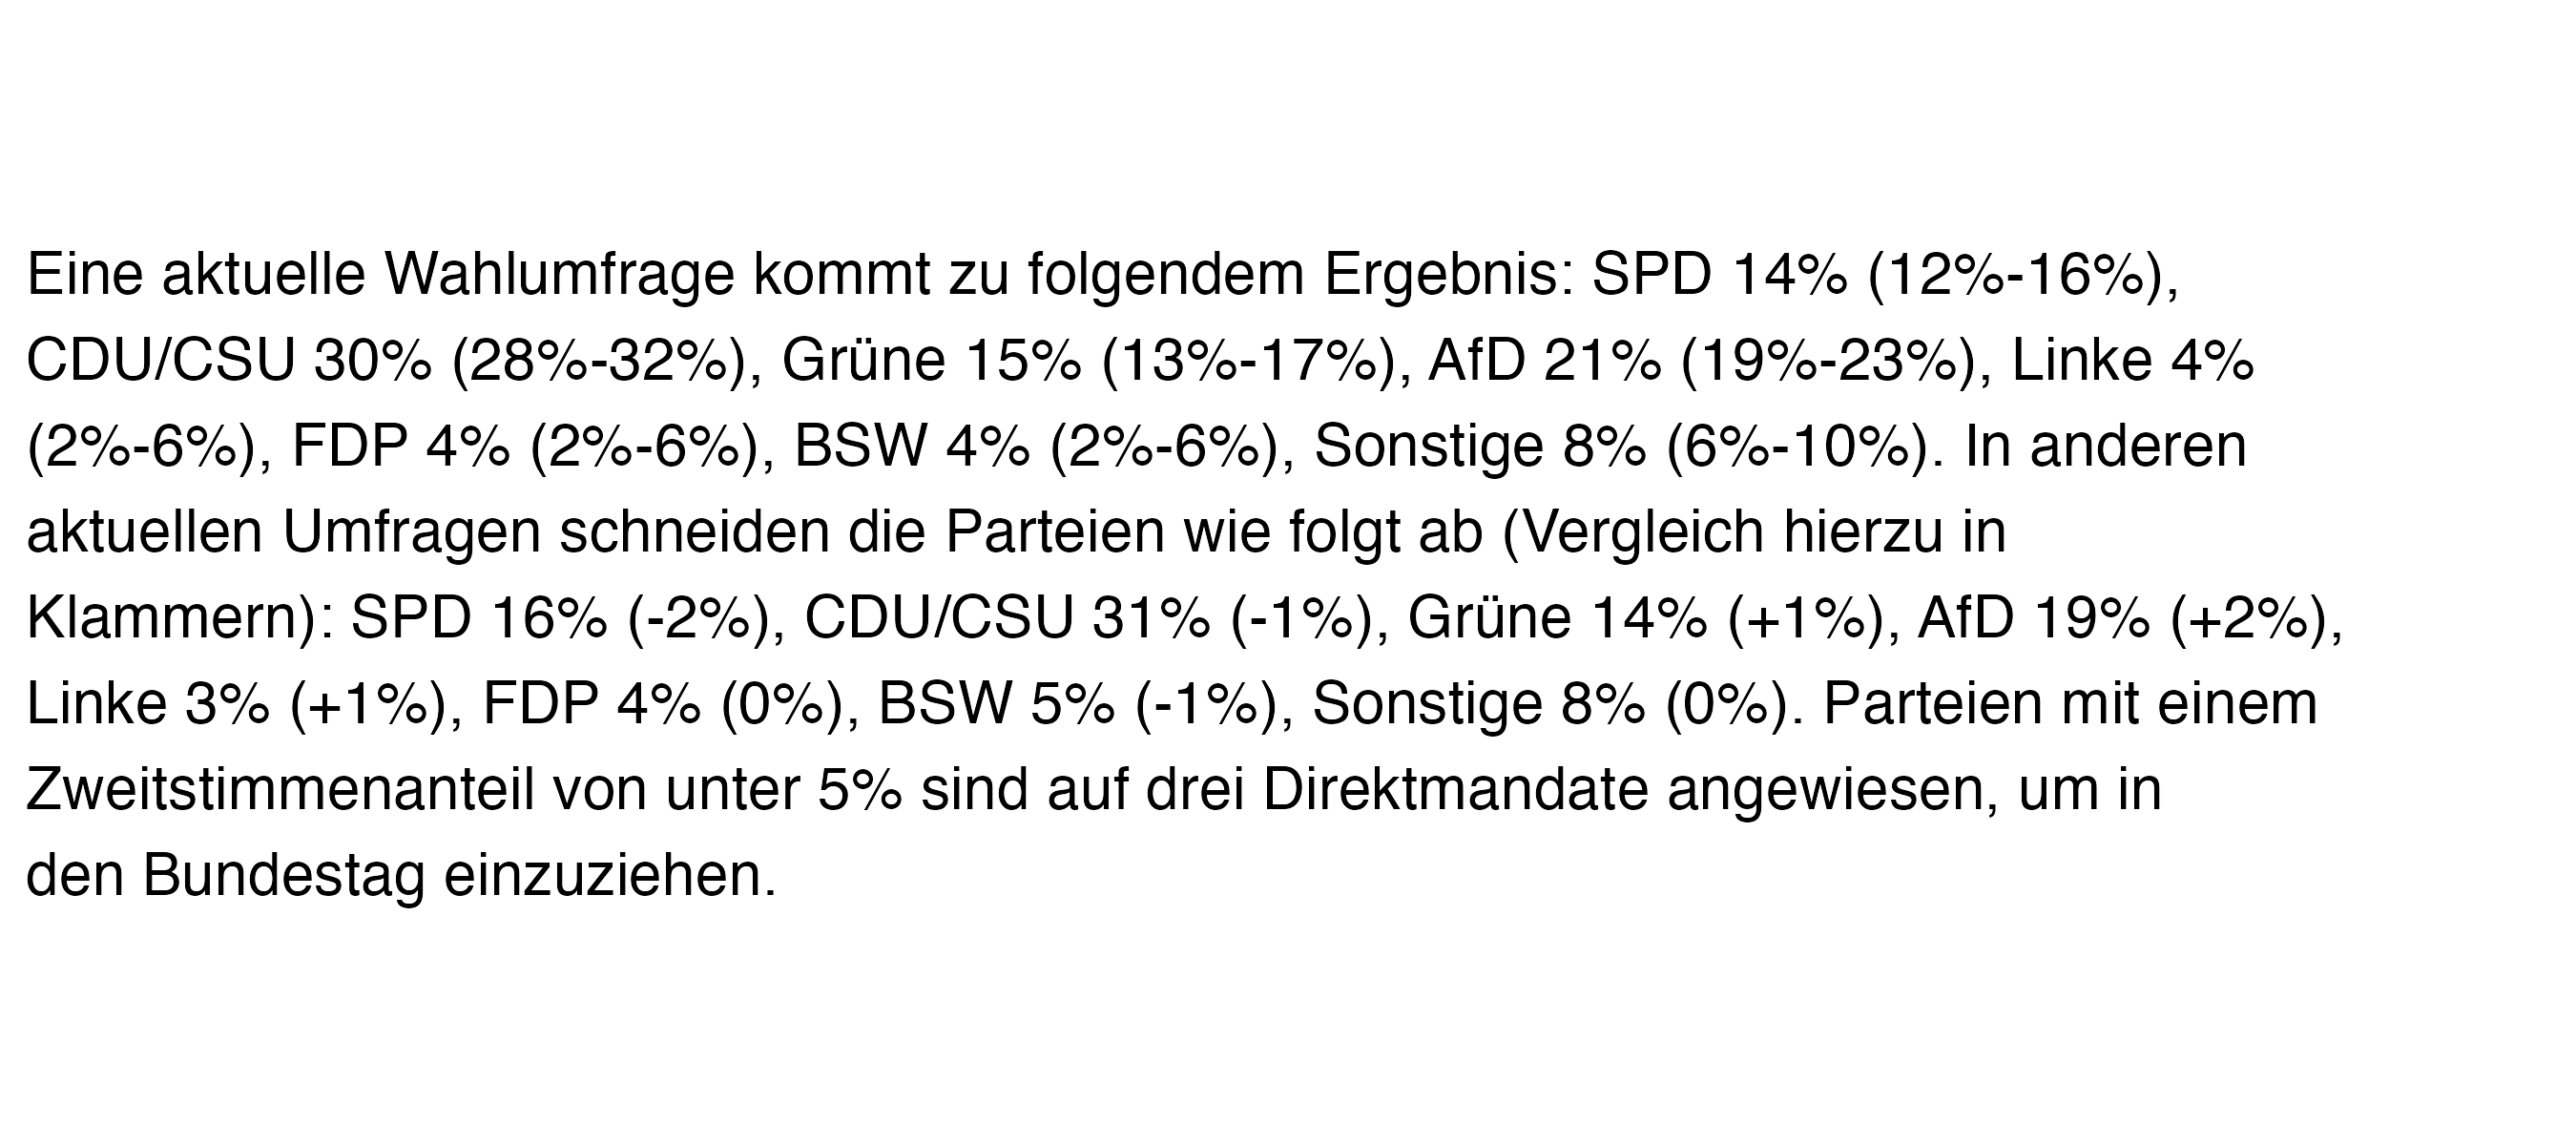 Eine aktuelle Wahlumfrage kommt zu folgendem Ergebnis: SPD 14% (12%-16%),
CDU/CSU 30% (28%-32%), Grüne 15% (13%-17%), AfD 21% (19%-23%), Linke 4%
(2%-6%), FDP 4% (2%-6%), BSW 4% (2%-6%), Sonstige 8% (6%-10%). In anderen
aktuellen Umfragen schneiden die Parteien wie folgt ab (Vergleich hierzu in
Klammern): SPD 16% (-2%), CDU/CSU 31% (-1%), Grüne 14% (+1%), AfD 19% (+2%),
Linke 3% (+1%), FDP 4% (0%), BSW 5% (-1%), Sonstige 8% (0%). Parteien mit einem
Zweitstimmenanteil von unter 5% sind auf drei Direktmandate angewiesen, um in
den Bundestag einzuziehen.